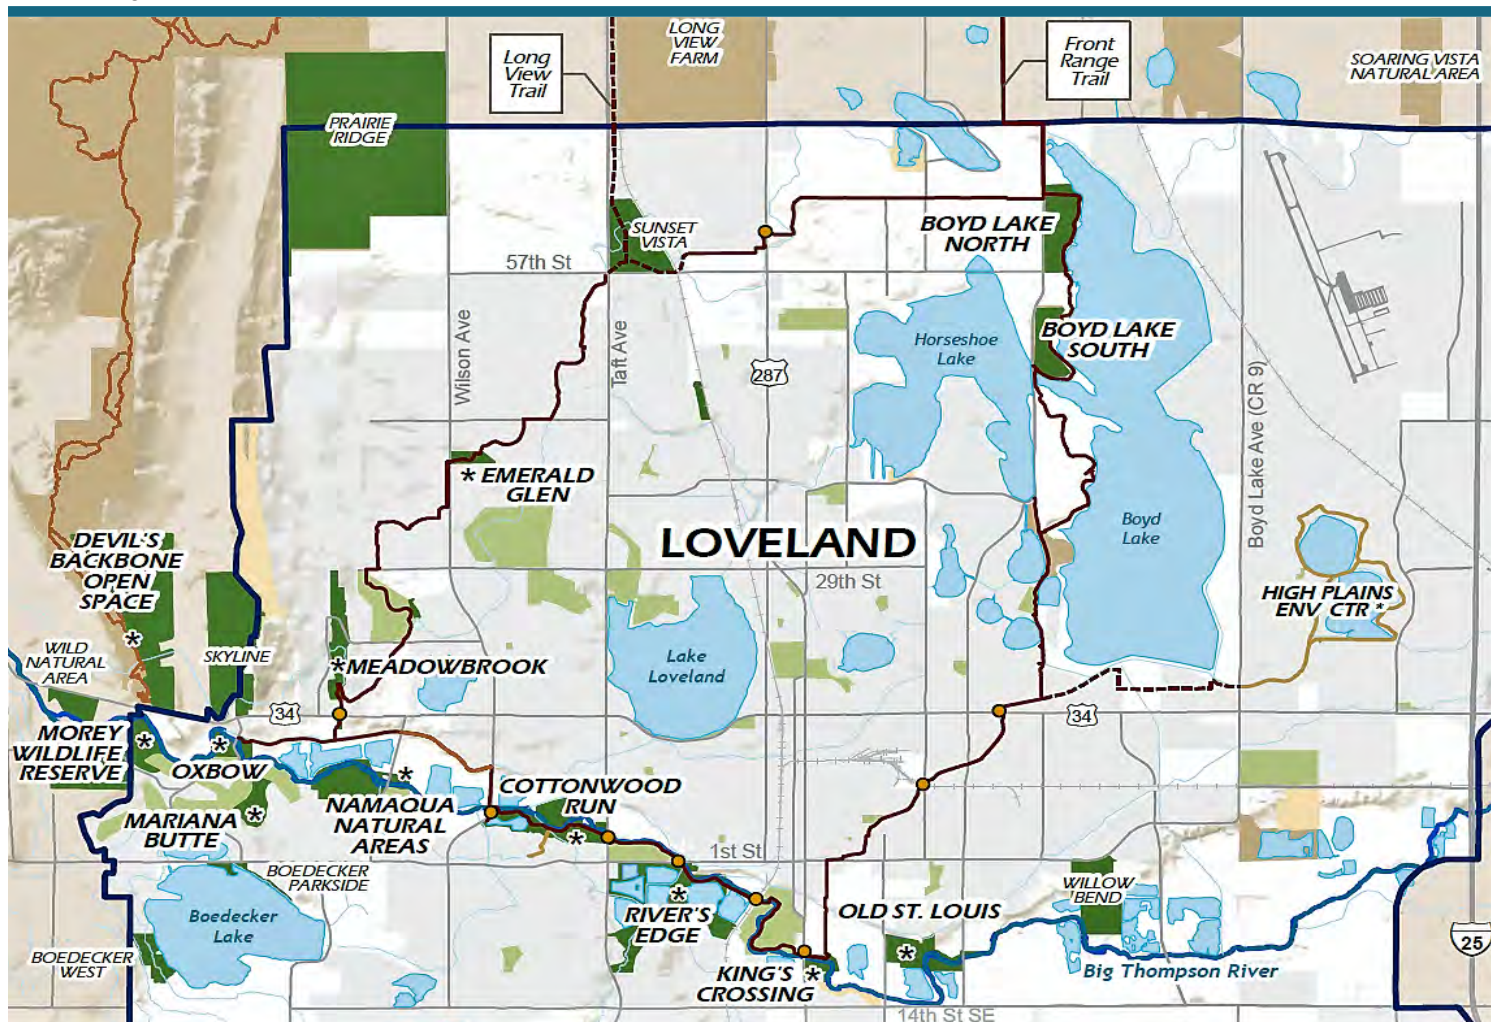 LONG
VIEW
FARM
Long
View
Trail
Front
Range
Trail
SOARING VISTA
NATURAL AREA
PRAIRIE
RIDGE
SUNSET
VISTA
BOYD LAKE
NORTH
57th St
Wilson Ave
Taft Ave
287
Horseshoe
Lake
BOYD LAKE
SOUTH
Boyd Lake Ave (CR 9)
* EMERALD
GLEN
LOVELAND
Boyd
Lake
DEVIL'S
BACKBONE
OPEN
SPACE
*
29th St
HIGH PLAINS
ENV CTR *
WILD
NATURAL
AREA
SKYLINE
*MEADOWBROOK
Lake
Loveland
34
34
MOREY
WILDLIFE
RESERVE
*
*
OXBOW
*
NAMAQUA
NATURAL
AREAS
COTTONWOOD
RUN
*
MARIANA
BUTTE
*
1st St
BOEDECKER
PARKSIDE
Boedecker
Lake
BOEDECKER
WEST
*
RIVER'S
EDGE
OLD ST. LOUIS
*
WILLOW
BEND
KING'S
CROSSING
*
Big Thompson River
25
14th St SE